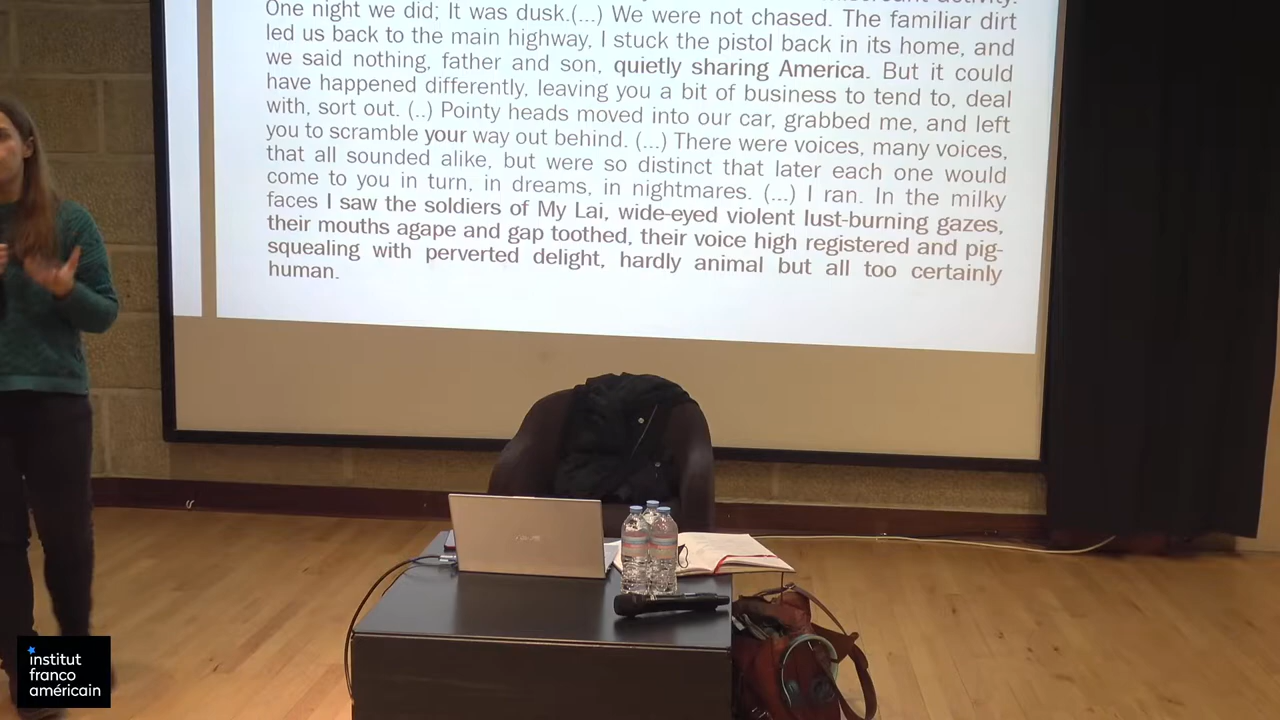 One night we did; It was dusk.(...) We were not chased. The familiar dirt
led us back to the main highway, I stuck the pistol back in its home, and
we said nothing, father and son, quietly sharing America. But it could
have happened differently, leaving you a bit of business to tend to, deal
with, sort out. (..) Pointy heads moved into our car, grabbed me, and left
you to scramble your way out behind. (...) There were voices, many voices,
that all sounded alike, but were so distinct that later each one would
come to you in turn, in dreams, in nightmares. (...) I ran. In the milky
faces I saw the soldiers of My Lai, wide-eyed violent lust-burning gazes,
their mouths agape and gap toothed, their voice high registered and pig-
squealing with perverted delight, hardly animal but all too certainly
human.
institut
franco
américain